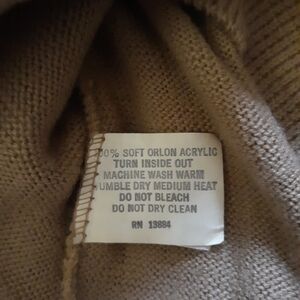 00% SOFT ORLON ACRYLIC
TURN INSIDE OUT
MACHINE WASH WARM
UMBLE DRY MEDIUM HEAT
DO NOT BLEACH
DO NOT DRY CLEAN
RN 13884